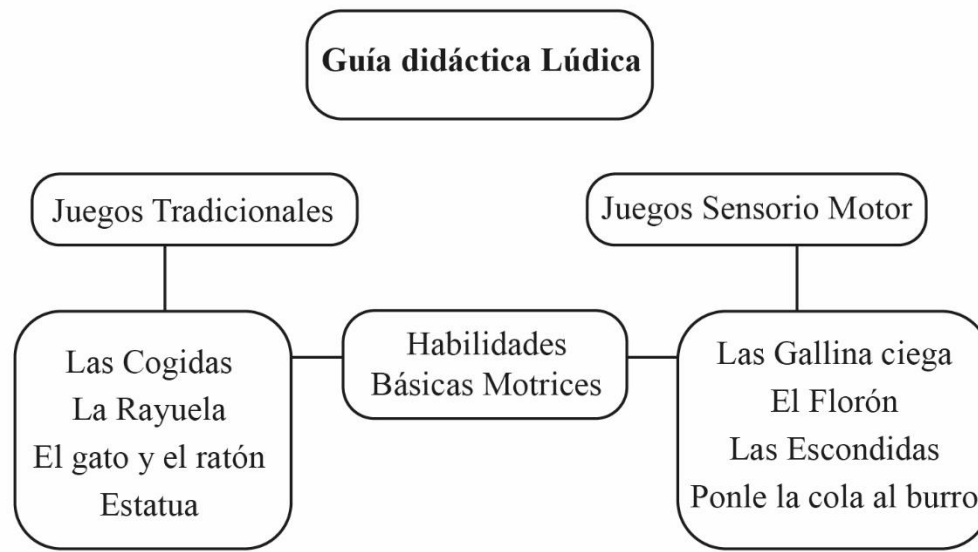 Guía didáctica Lúdica
Juegos Tradicionales
Juegos Sensorio Motor
Las Cogidas
La Rayuela
El gato y el ratón
Estatua
Habilidades
Básicas Motrices
Las Gallina ciega
El Florón
Las Escondidas
Ponle la cola al burro